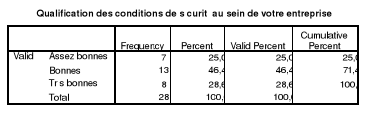 Qualification des conditions de s curit au sein de votre entreprise
Frequency Percent Valid Percent Cumulative Percent
Valid Assez bonnes 7 25,0 25,0 25,0
Bonnes 13 46,4 46,4 71,4
Tr s bonnes 8 28,6 28,6 100,
Total 28 100, 100,